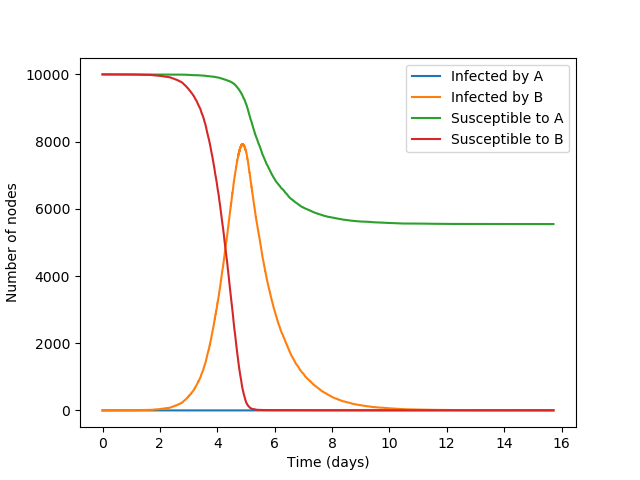 Infected by A
Infected by B
Susceptible to A
Susceptible to B
10000
8000
6000
4000
2000
0
Number of nodes
0 2 4 6 8 10 12 14 16
Time (days)